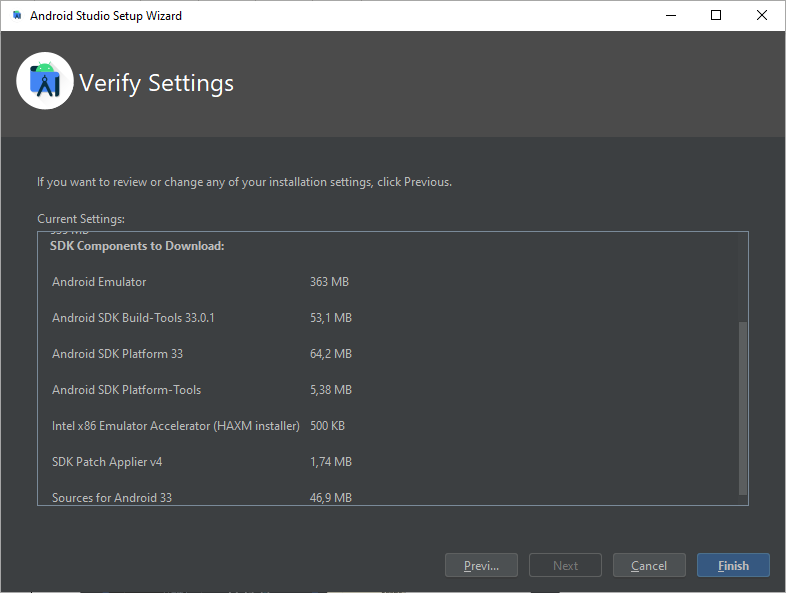 Android Studio Setup Wizard
Verify Settings
If you want to review or change any of your installation settings, click Previous.
Current Settings:
SDK Components to Download:
Android Emulator 363 MB
Android SDK Build-Tools 33.0.1 53,1 MB
Android SDK Platform 33 64,2 MB
Android SDK Platform-Tools 5,38 MB
Intel x86 Emulator Accelerator (HAXM installer) 500 KB
SDK Patch Applier v4 1,74 MB
Sources for Android 33 46,9 MB
Previ... Next Cancel Finish